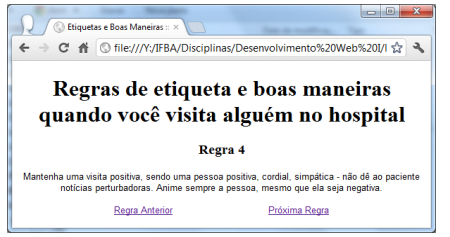 Etiquetas e Boas Maneiras ::
file:///Y:/IFBA/Disciplinas/Desenvolvimento%20Web%20I/I
Regras de etiqueta e boas maneiras
quando você visita alguém no hospital
Regra 4
Mantenha uma visita positiva, sendo uma pessoa positiva, cordial, simpática - não dê ao paciente
notícias perturbadoras. Anime sempre a pessoa, mesmo que ela seja negativa.
Regra Anterior Próxima Regra